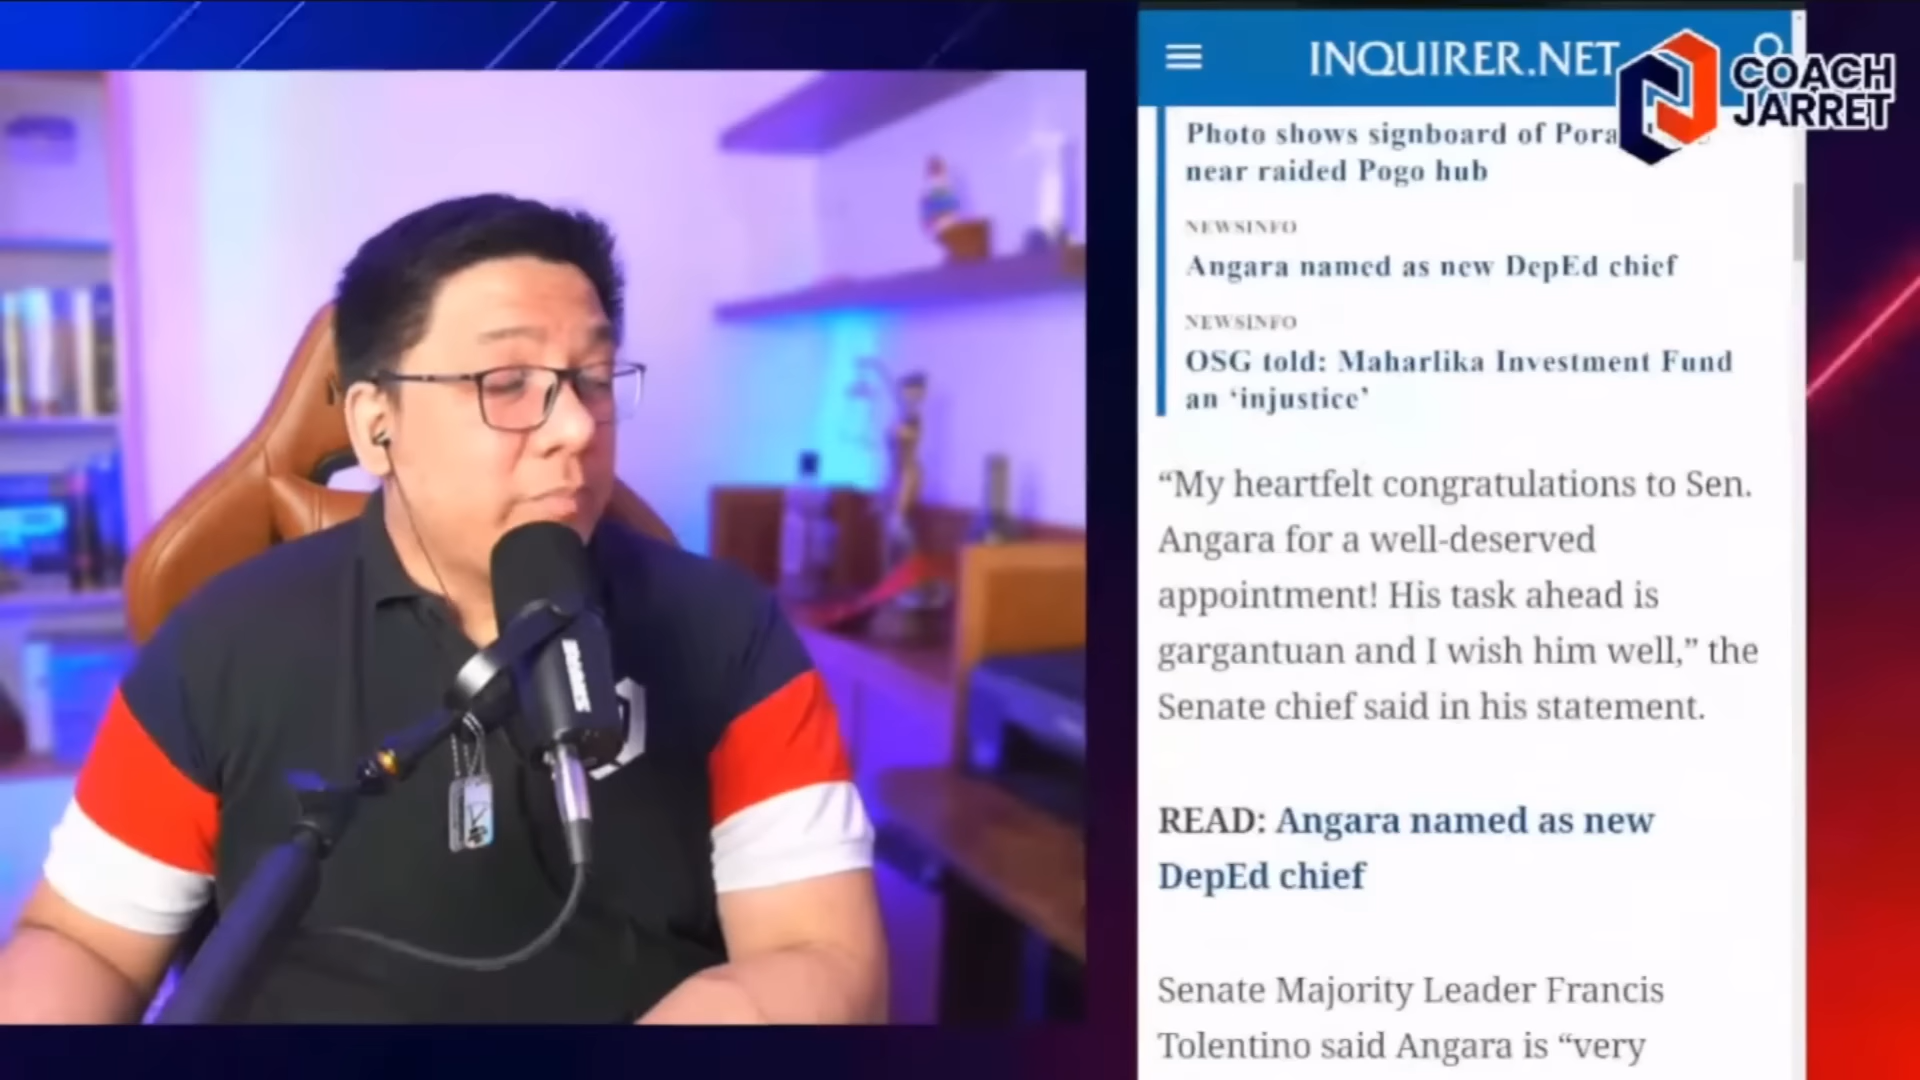 INQUIRER.NET
COACH
JARRET
Photo shows signboard of
near raided Pogo hub
NEWSINFO
Angara named as new DepEd chief
NEWSINFO
OSG told: Maharlika Investment Fund
an ‘injustice’
“My heartfelt congratulations to Sen.
Angara for a well-deserved
appointment! His task ahead is
gargantuan and I wish him well,” the
Senate chief said in his statement.
READ: Angara named as new
DepEd chief
Senate Majority Leader Francis
Tolentino said Angara is “very
SHURE